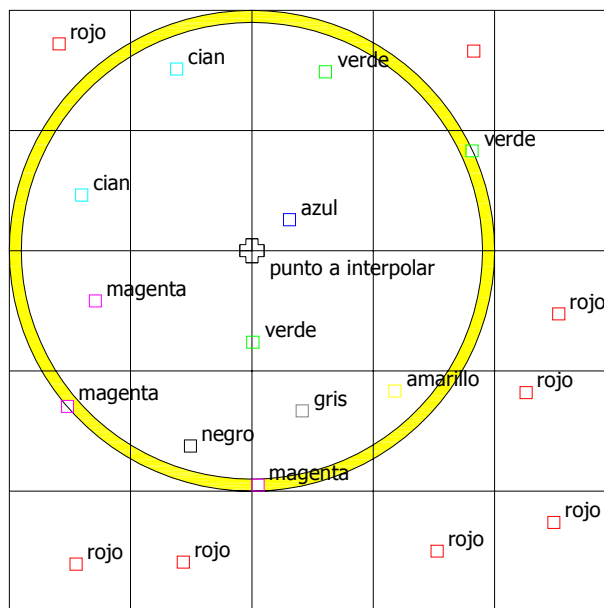 rojo
cian
verde
verde
cian
azul
punto a interpolar
magenta
rojo
verde
magenta
amarillo
rojo
gris
negro
magenta
rojo
rojo
rojo
rojo